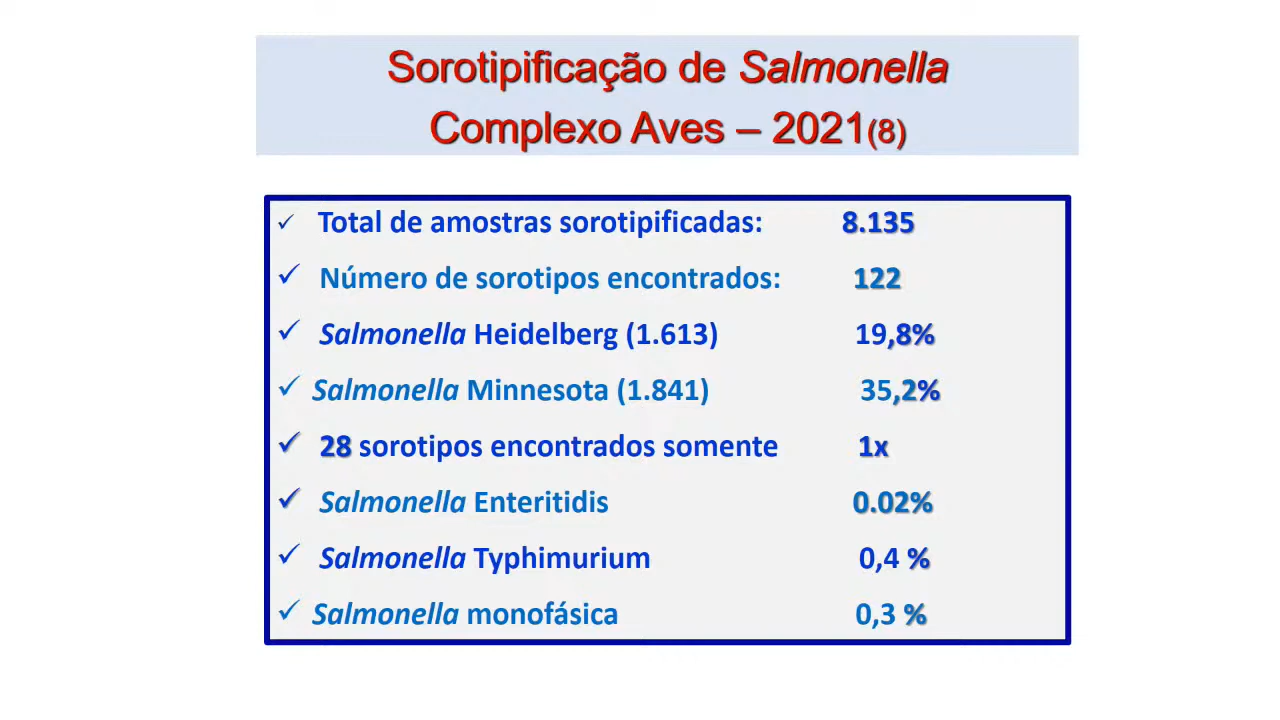 Sorotipificação de Salmonella
Complexo Aves – 2021(8)
✓ Total de amostras sorotipificadas: 8.135
✓ Número de sorotipos encontrados: 122
✓ Salmonella Heidelberg (1.613) 19,8%
✓ Salmonella Minnesota (1.841) 35,2%
✓ 28 sorotipos encontrados somente 1x
✓ Salmonella Enteritidis 0.02%
✓ Salmonella Typhimurium 0,4 %
✓ Salmonella monofásica 0,3 %